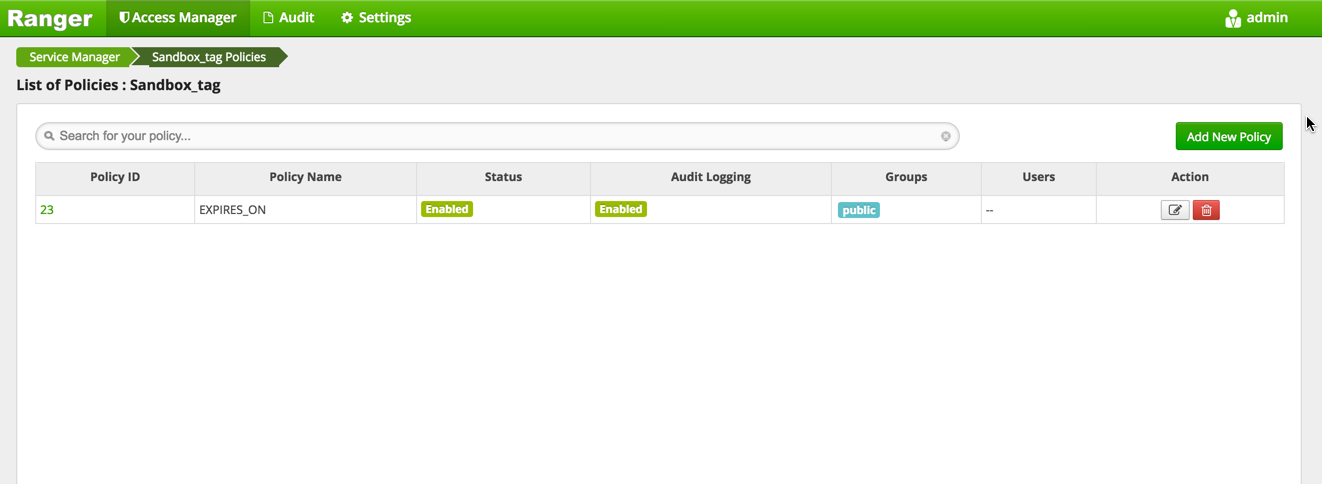 Ranger Access Manager Audit Settings admin
Service Manager Sandbox_tag Policies
List of Policies : Sandbox_tag
Search for your policy... Add New Policy
Policy ID Policy Name Status Audit Logging Groups Users Action
23 EXPIRES_ON Enabled Enabled public --